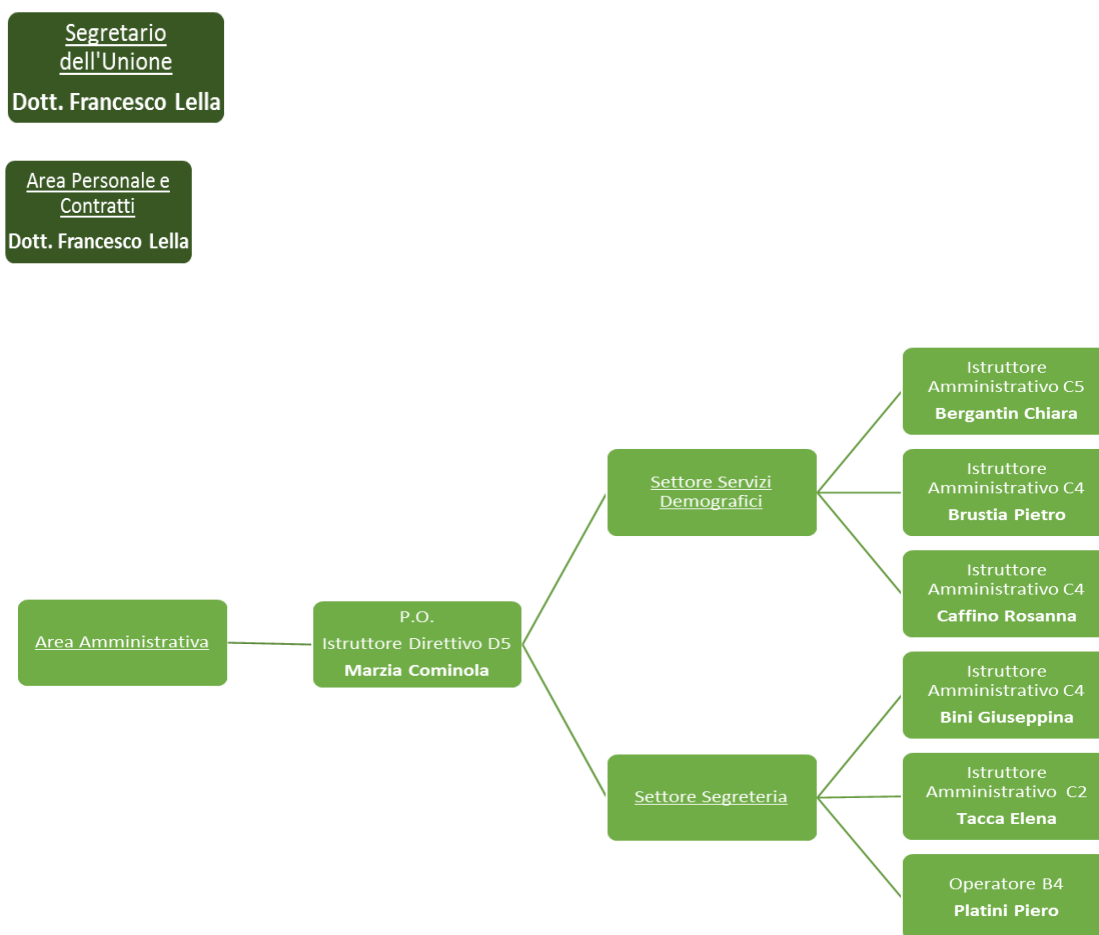 Segretario
dell'Unione
Dott. Francesco Lella
Area Personale e
Contratti
Dott. Francesco Lella
Area Amministrativa
P.O.
Istruttore Direttivo D5
Marzia Cominola
Settore Servizi
Demografici
Istruttore
Amministrativo C5
Bergantin Chiara
Istruttore
Amministrativo C4
Brustia Pietro
Istruttore
Amministrativo C4
Caffino Rosanna
Settore Segreteria
Istruttore
Amministrativo C4
Bini Giuseppina
Istruttore
Amministrativo  C2
Tacca Elena
Operatore B4
Platini Piero